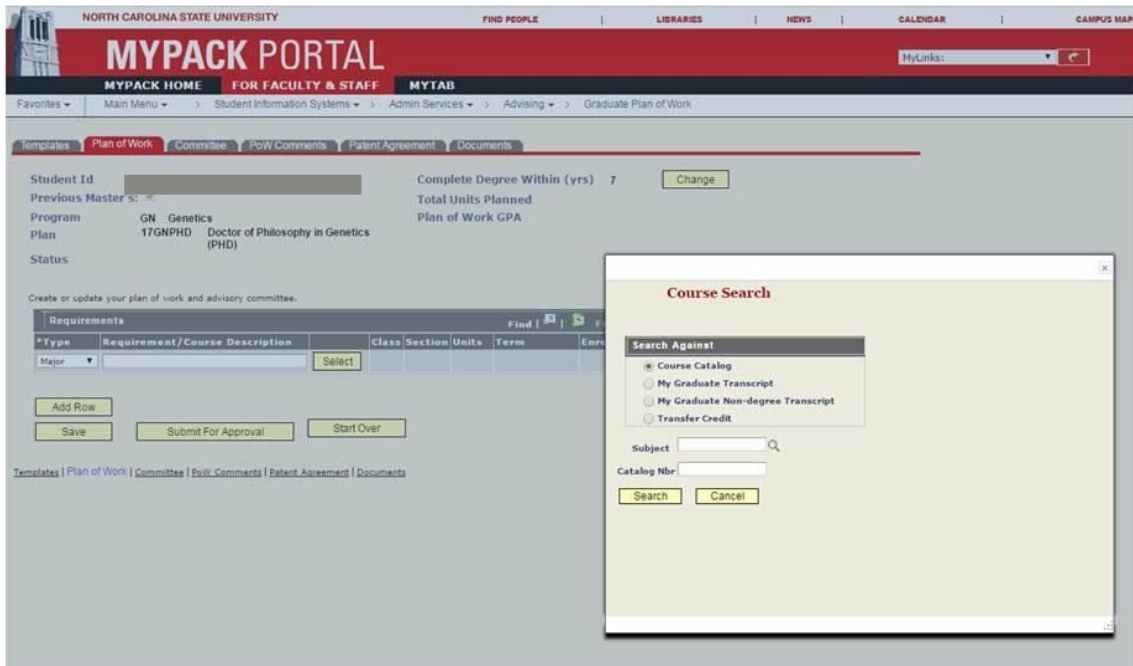 NORTH CAROLINA STATE UNIVERSITY FIND PEOPLE | LIBRARIES | NEWS | CALENDAR | CAMPUS MAP
MYPACK PORTAL
MyLinks:
MYPACK HOME FOR FACULTY & STAFF MYTAB
Favorites Main Menu > Student Information Systems > Admin Services > Advising > Graduate Plan of Work
Templates Plan of Work Committee PoW Comments Patent Agreement Documents
Student Id Complete Degree Within (yrs) 7 Change
Previous Master's: Total Units Planned
Program GN Genetics Plan of Work GPA
Plan 17GNPHD Doctor of Philosophy in Genetics
(PHD)
Status
Create or update your plan of work and advisory committee.
Requirements Find |
*Type Requirement/Course Description Class Section Units Term
Major Select
Add Row
Save Submit For Approval Start Over
Templates | Plan of Work | Committee | PoW Comments | Patent Agreement | Documents
Course Search
Search Against
Course Catalog
My Graduate Transcript
My Graduate Non-degree Transcript
Transfer Credit
Subject
Catalog Nbr
Search Cancel